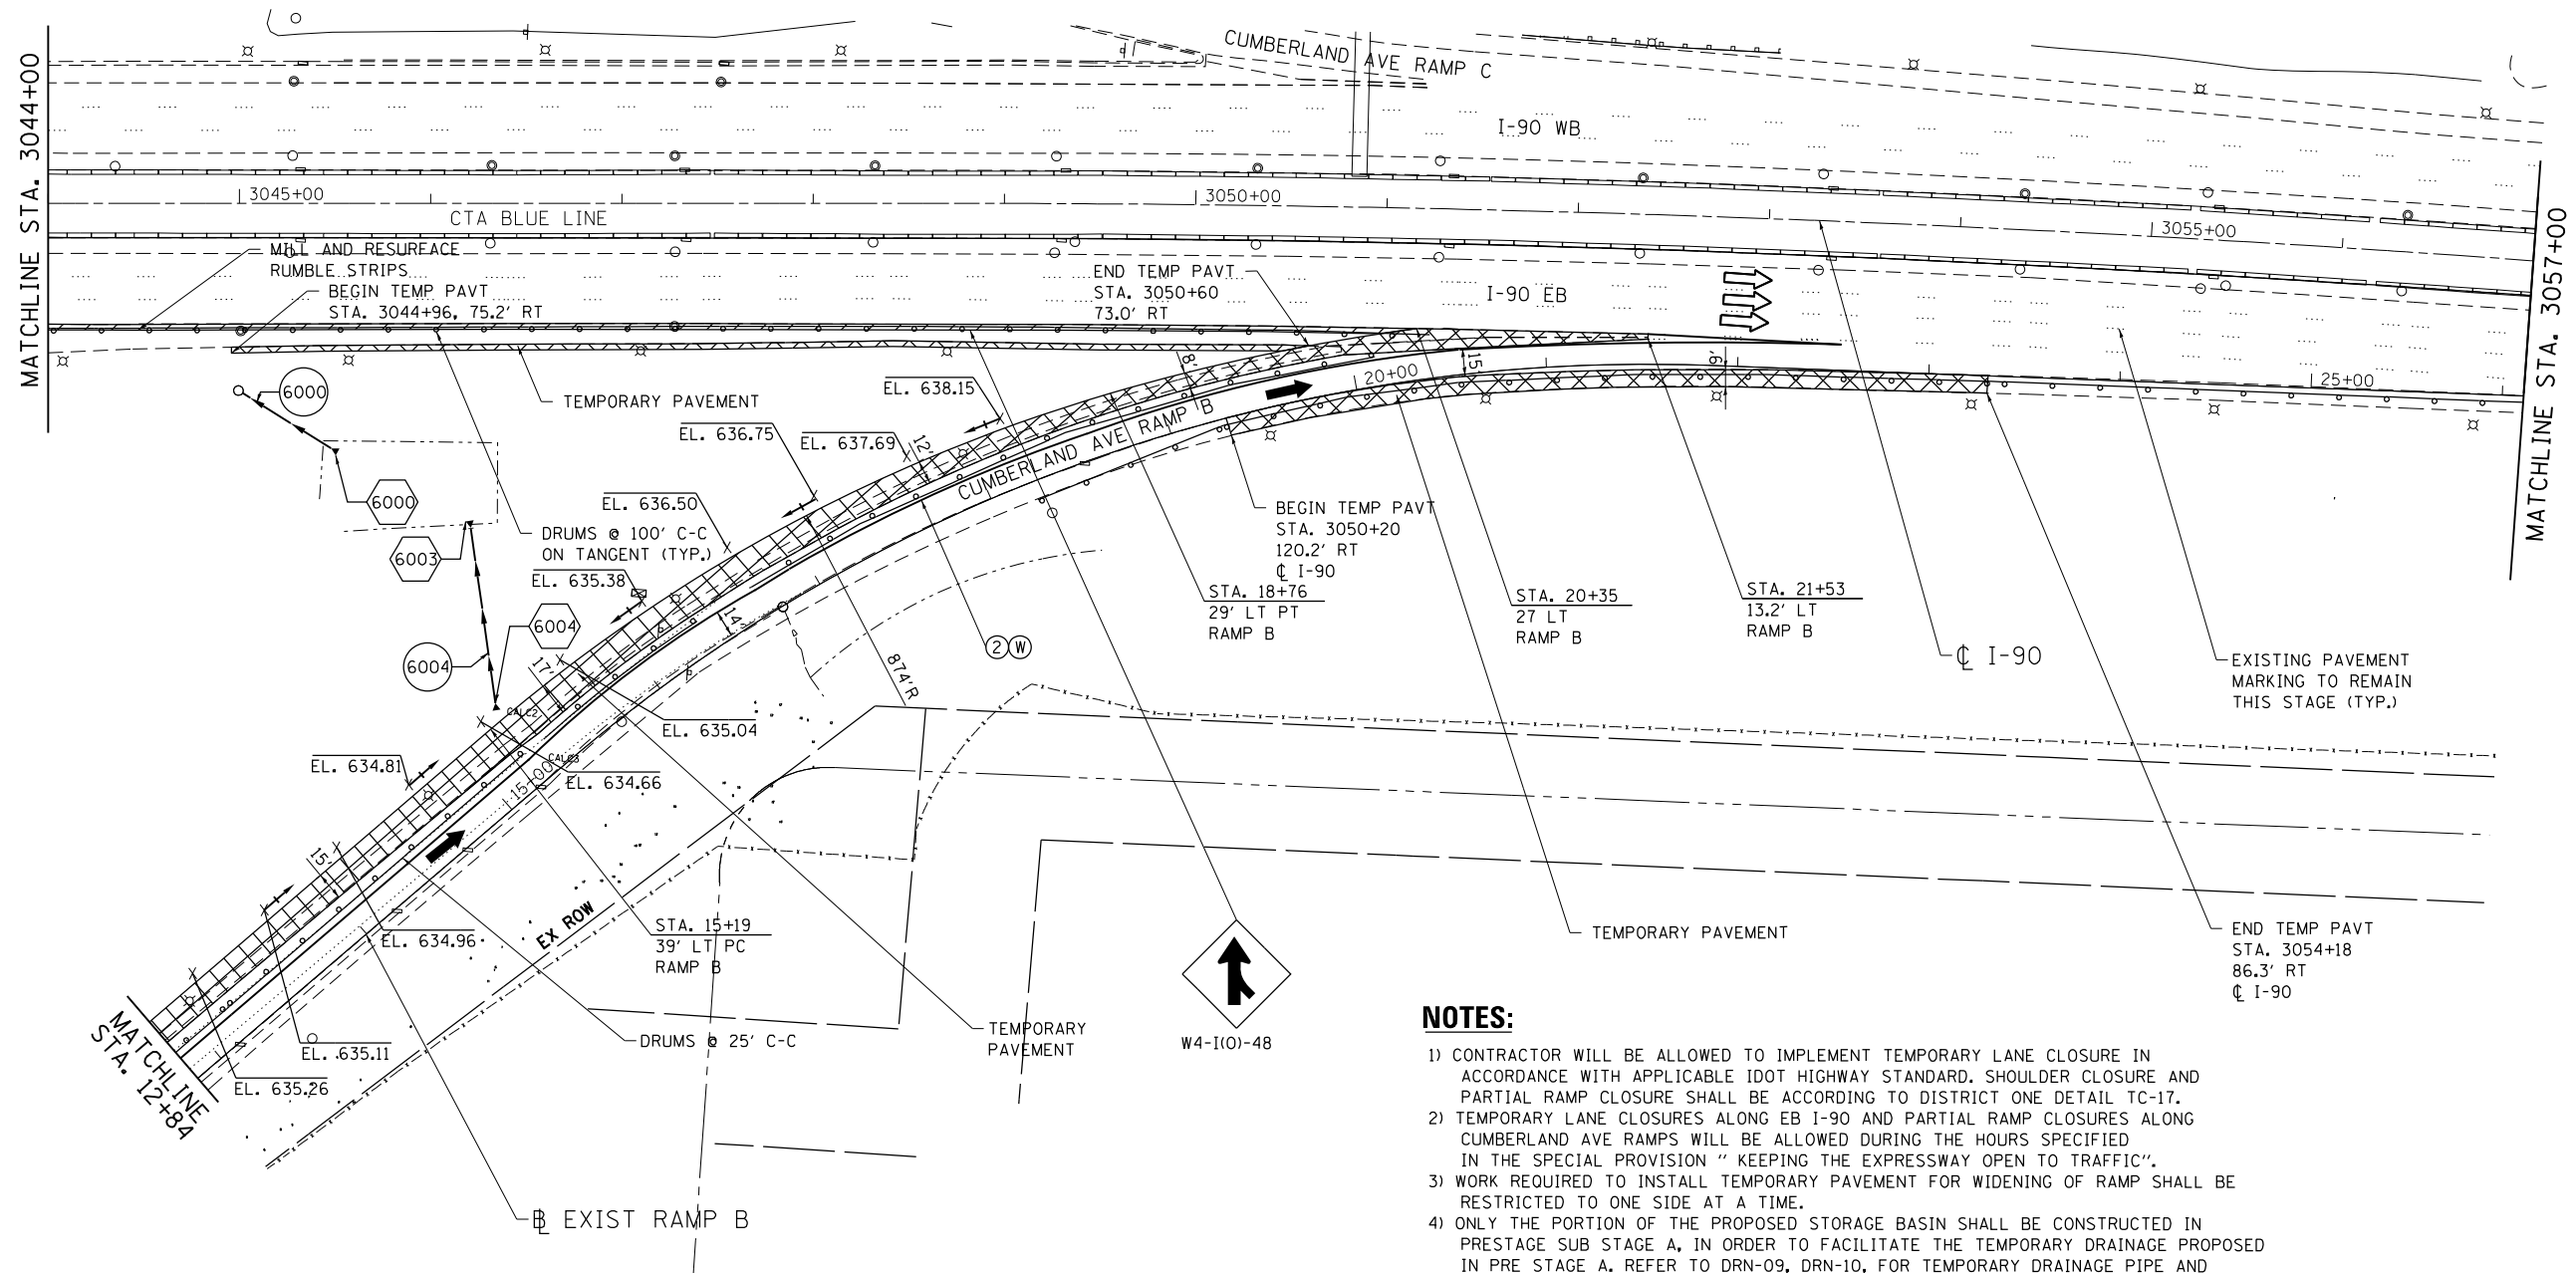 MATCHLINE STA. 3044+00
CUMBERLAND AVE RAMP C
I-90 WB
3045+00
3050+00
3055+00
CTA BLUE LINE
MATCHLINE STA. 3057+00
MILL AND RESURFACE
RUMBLE STRIPS
BEGIN TEMP PAVT
STA. 3044+96, 75.2' RT
END TEMP PAVT
STA. 3050+60
73.0' RT
I-90 EB
8'
15'
6'
20+00
25+00
6000
TEMPORARY PAVEMENT
EL. 638.15
EL. 636.75
EL. 637.69
12'
CUMBERLAND AVE RAMP B
6000
EL. 636.50
DRUMS @ 100' C-C
ON TANGENT (TYP.)
6003
EL. 635.38
BEGIN TEMP PAVT
STA. 3050+20
120.2' RT
℄ I-90
STA. 18+76
29' LT PT
RAMP B
STA. 20+35
27 LT
RAMP B
STA. 21+53
13.2' LT
RAMP B
14'
6004
6004
2 W
17'
874'R
℄ I-90
EXISTING PAVEMENT
MARKING TO REMAIN
THIS STAGE (TYP.)
CALC2
EL. 635.04
EL. 634.81
CALC3
15+00
EL. 634.66
15'
EX ROW
EL. 634.96
STA. 15+19
39' LT PC
RAMP B
TEMPORARY PAVEMENT
END TEMP PAVT
STA. 3054+18
86.3' RT
℄ I-90
MATCHLINE
STA. 12+84
EL. 635.11
EL. 635.26
DRUMS @ 25' C-C
TEMPORARY
PAVEMENT
W4-I(O)-48
B̵L EXIST RAMP B
NOTES:
1) CONTRACTOR WILL BE ALLOWED TO IMPLEMENT TEMPORARY LANE CLOSURE IN
ACCORDANCE WITH APPLICABLE IDOT HIGHWAY STANDARD. SHOULDER CLOSURE AND
PARTIAL RAMP CLOSURE SHALL BE ACCORDING TO DISTRICT ONE DETAIL TC-17.
2) TEMPORARY LANE CLOSURES ALONG EB I-90 AND PARTIAL RAMP CLOSURES ALONG
CUMBERLAND AVE RAMPS WILL BE ALLOWED DURING THE HOURS SPECIFIED
IN THE SPECIAL PROVISION " KEEPING THE EXPRESSWAY OPEN TO TRAFFIC".
3) WORK REQUIRED TO INSTALL TEMPORARY PAVEMENT FOR WIDENING OF RAMP SHALL BE
RESTRICTED TO ONE SIDE AT A TIME.
4) ONLY THE PORTION OF THE PROPOSED STORAGE BASIN SHALL BE CONSTRUCTED IN
PRESTAGE SUB STAGE A, IN ORDER TO FACILITATE THE TEMPORARY DRAINAGE PROPOSED
IN PRE STAGE A. REFER TO DRN-09, DRN-10, FOR TEMPORARY DRAINAGE PIPE AND